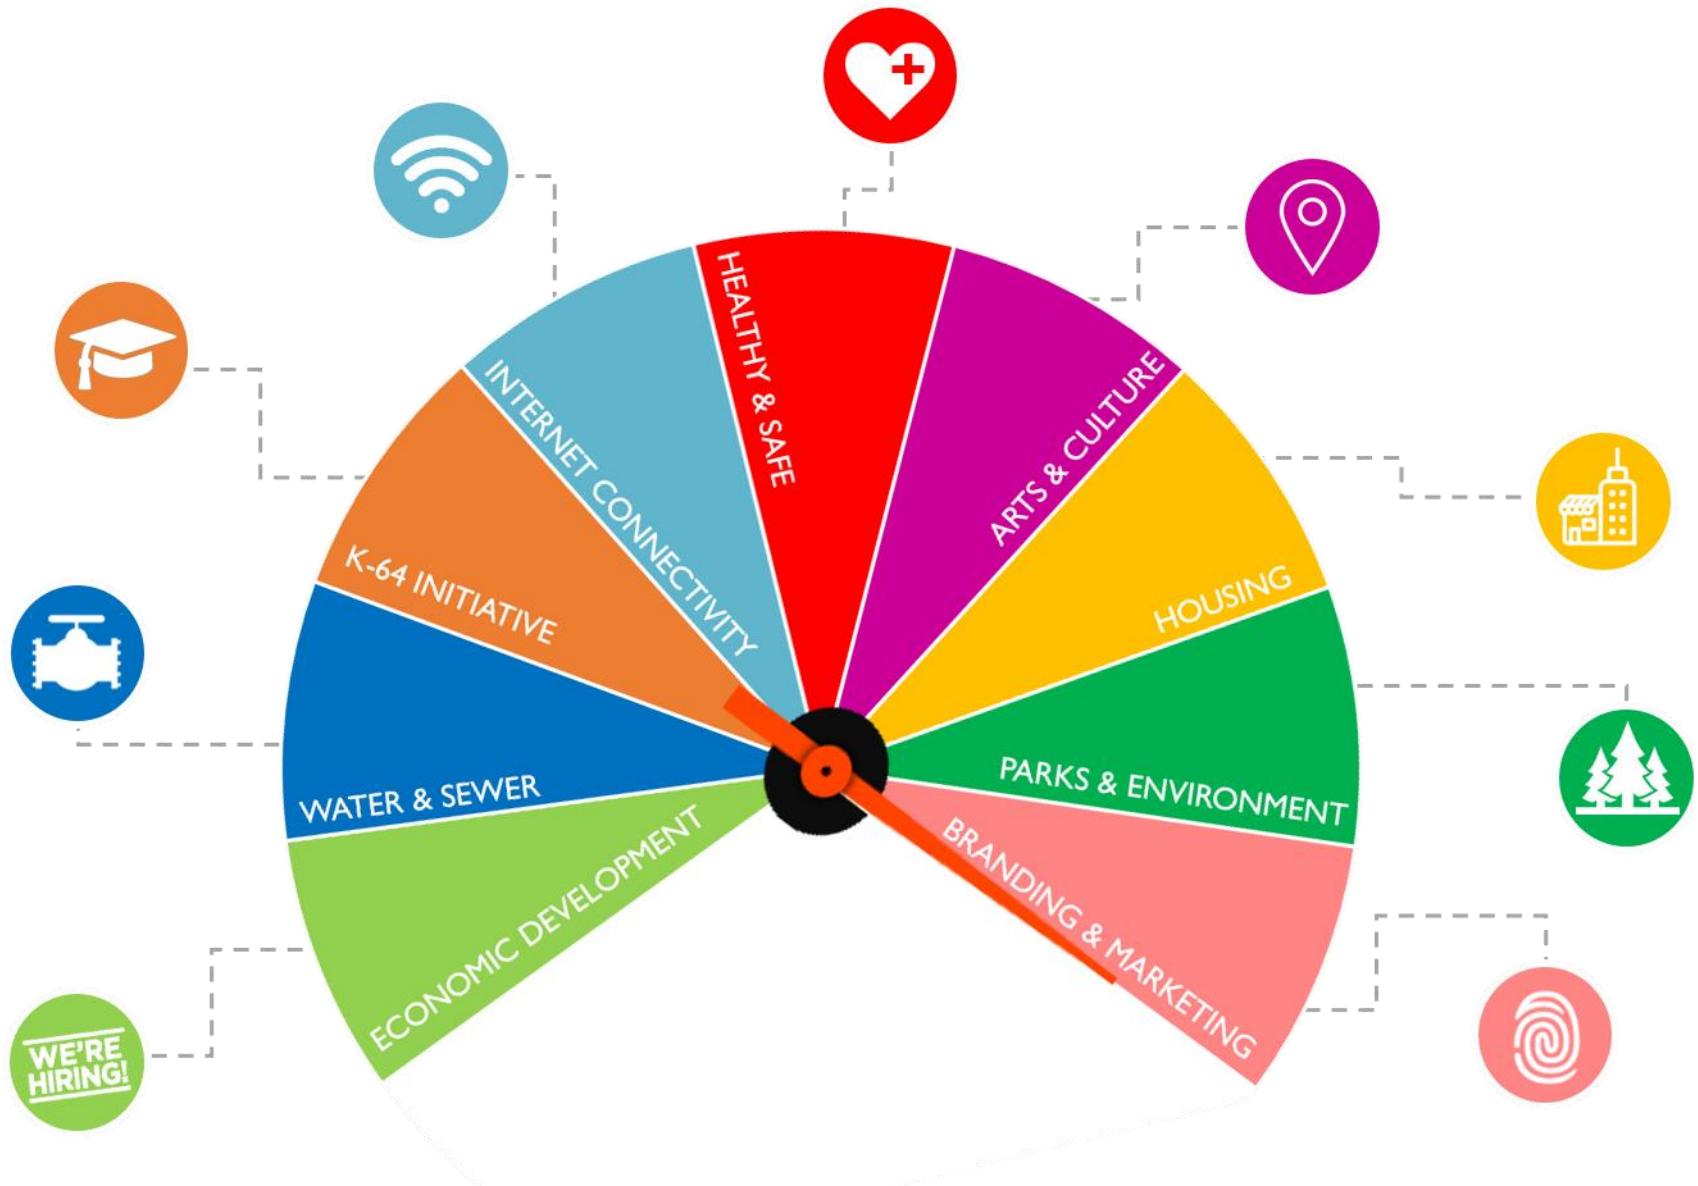 HEALTHY & SAFE
INTERNET CONNECTIVITY
ARTS & CULTURE
K-64 INITIATIVE
HOUSING
WATER & SEWER
PARKS & ENVIRONMENT
ECONOMIC DEVELOPMENT
BRANDING & MARKETING
WE'RE
HIRING!